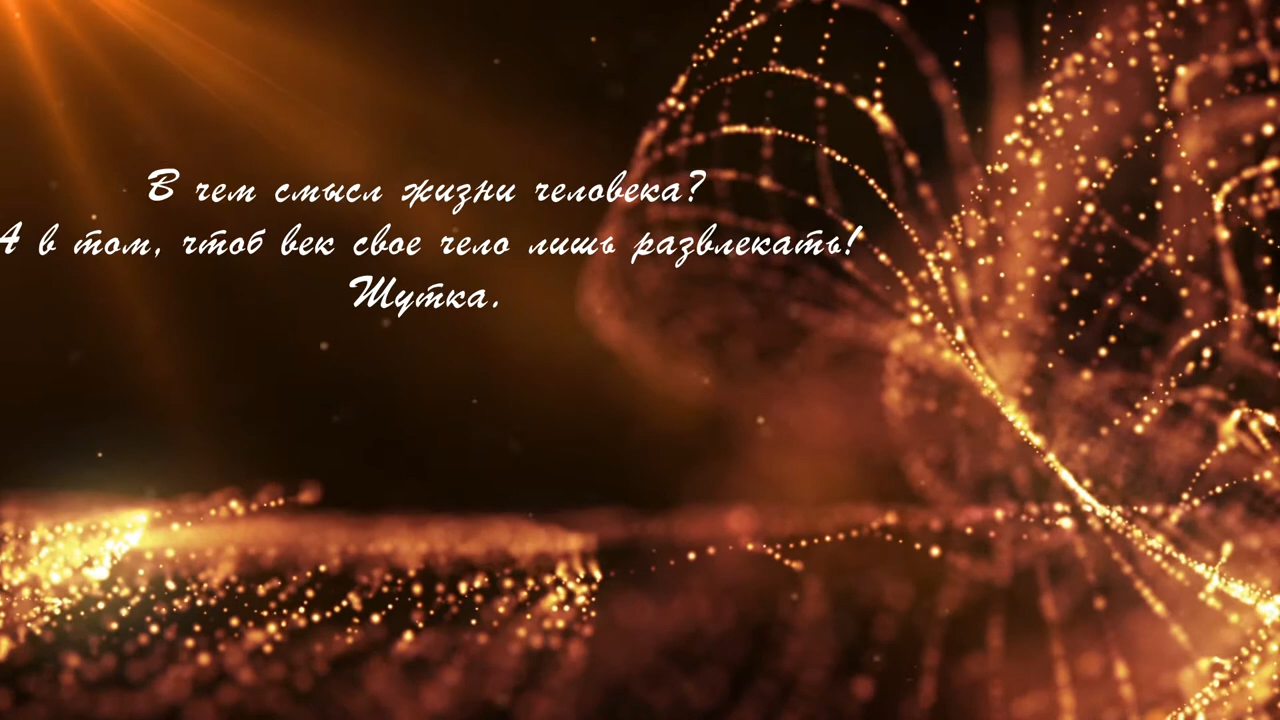 В чем смысл жизни человека?
А в том, чтоб век свое чело лишь развлекать!
Шутка.